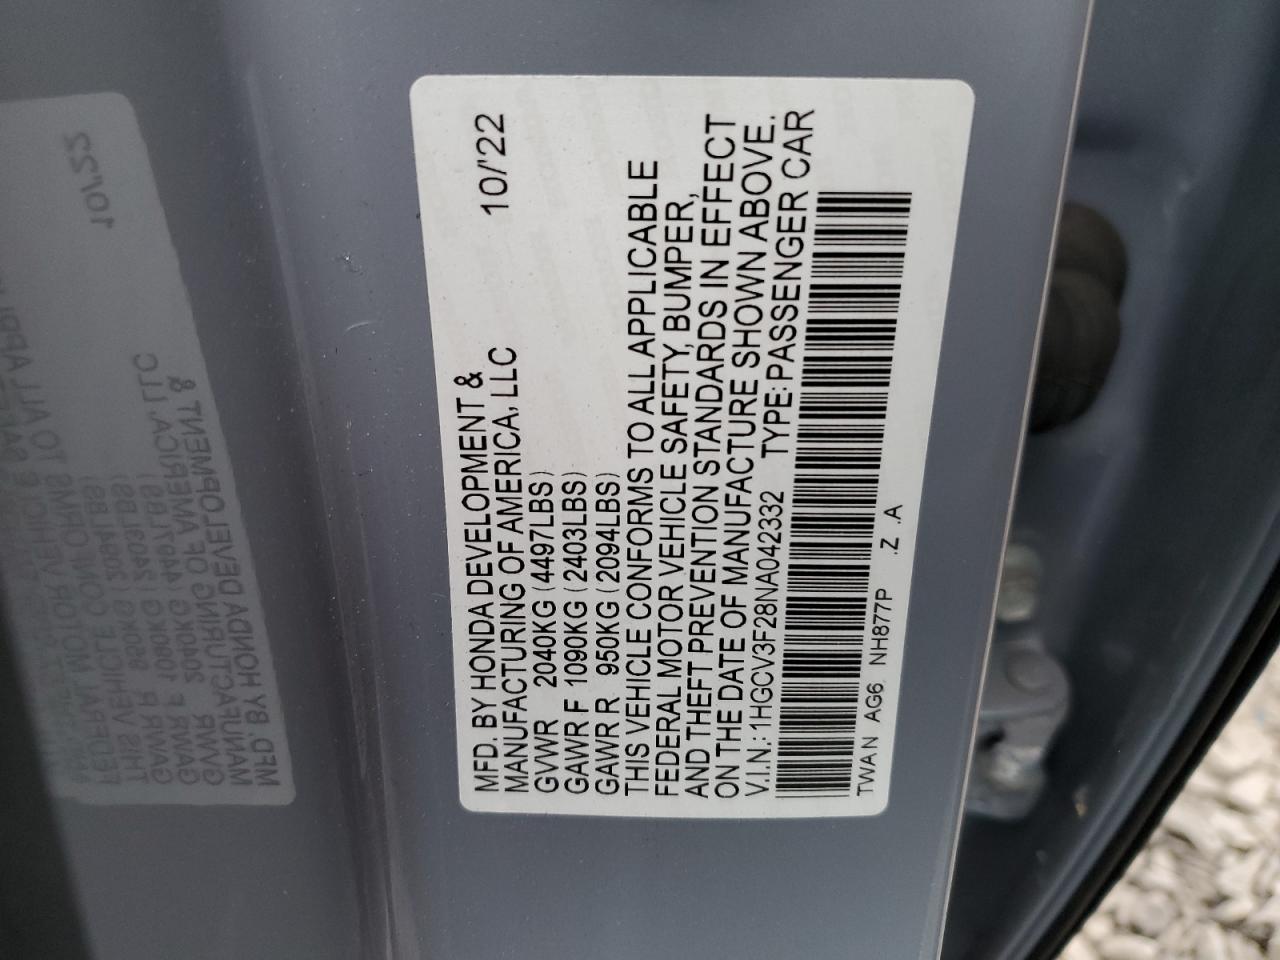 MFD. BY HONDA DEVELOPMENT & 10/'22
MANUFACTURING OF AMERICA, LLC
GVWR 2040KG (4497LBS)
GAWR F 1090KG (2403LBS)
GAWR R 950KG (2094LBS)
THIS VEHICLE CONFORMS TO ALL APPLICABLE
FEDERAL MOTOR VEHICLE SAFETY, BUMPER,
AND THEFT PREVENTION STANDARDS IN EFFECT
ON THE DATE OF MANUFACTURE SHOWN ABOVE.
V.I.N.: 1HGCV3F28NA042332 TYPE: PASSENGER CAR
TWAN AG6 NH877P .Z .A